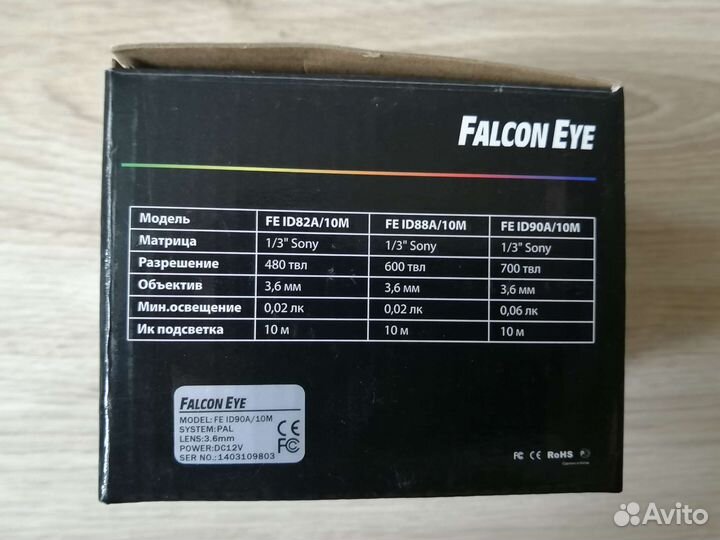 FALCON EYE
Модель FE ID82A/10M FE ID88A/10M FE ID90A/10M
Матрица 1/3" Sony 1/3" Sony 1/3" Sony
Разрешение 480 твл 600 твл 700 твл
Объектив 3,6 мм 3,6 мм 3,6 мм
Мин.освещение 0,02 лк 0,02 лк 0,06 лк
Ик подсветка 10 м 10 м 10 м
FALCON EYE
MODEL:FE ID90A/10M
SYSTEM:PAL
LENS:3.6mm
POWER:DC12V
SER NO.:1403109803
CE
FC
FC CE RoHS
Avito